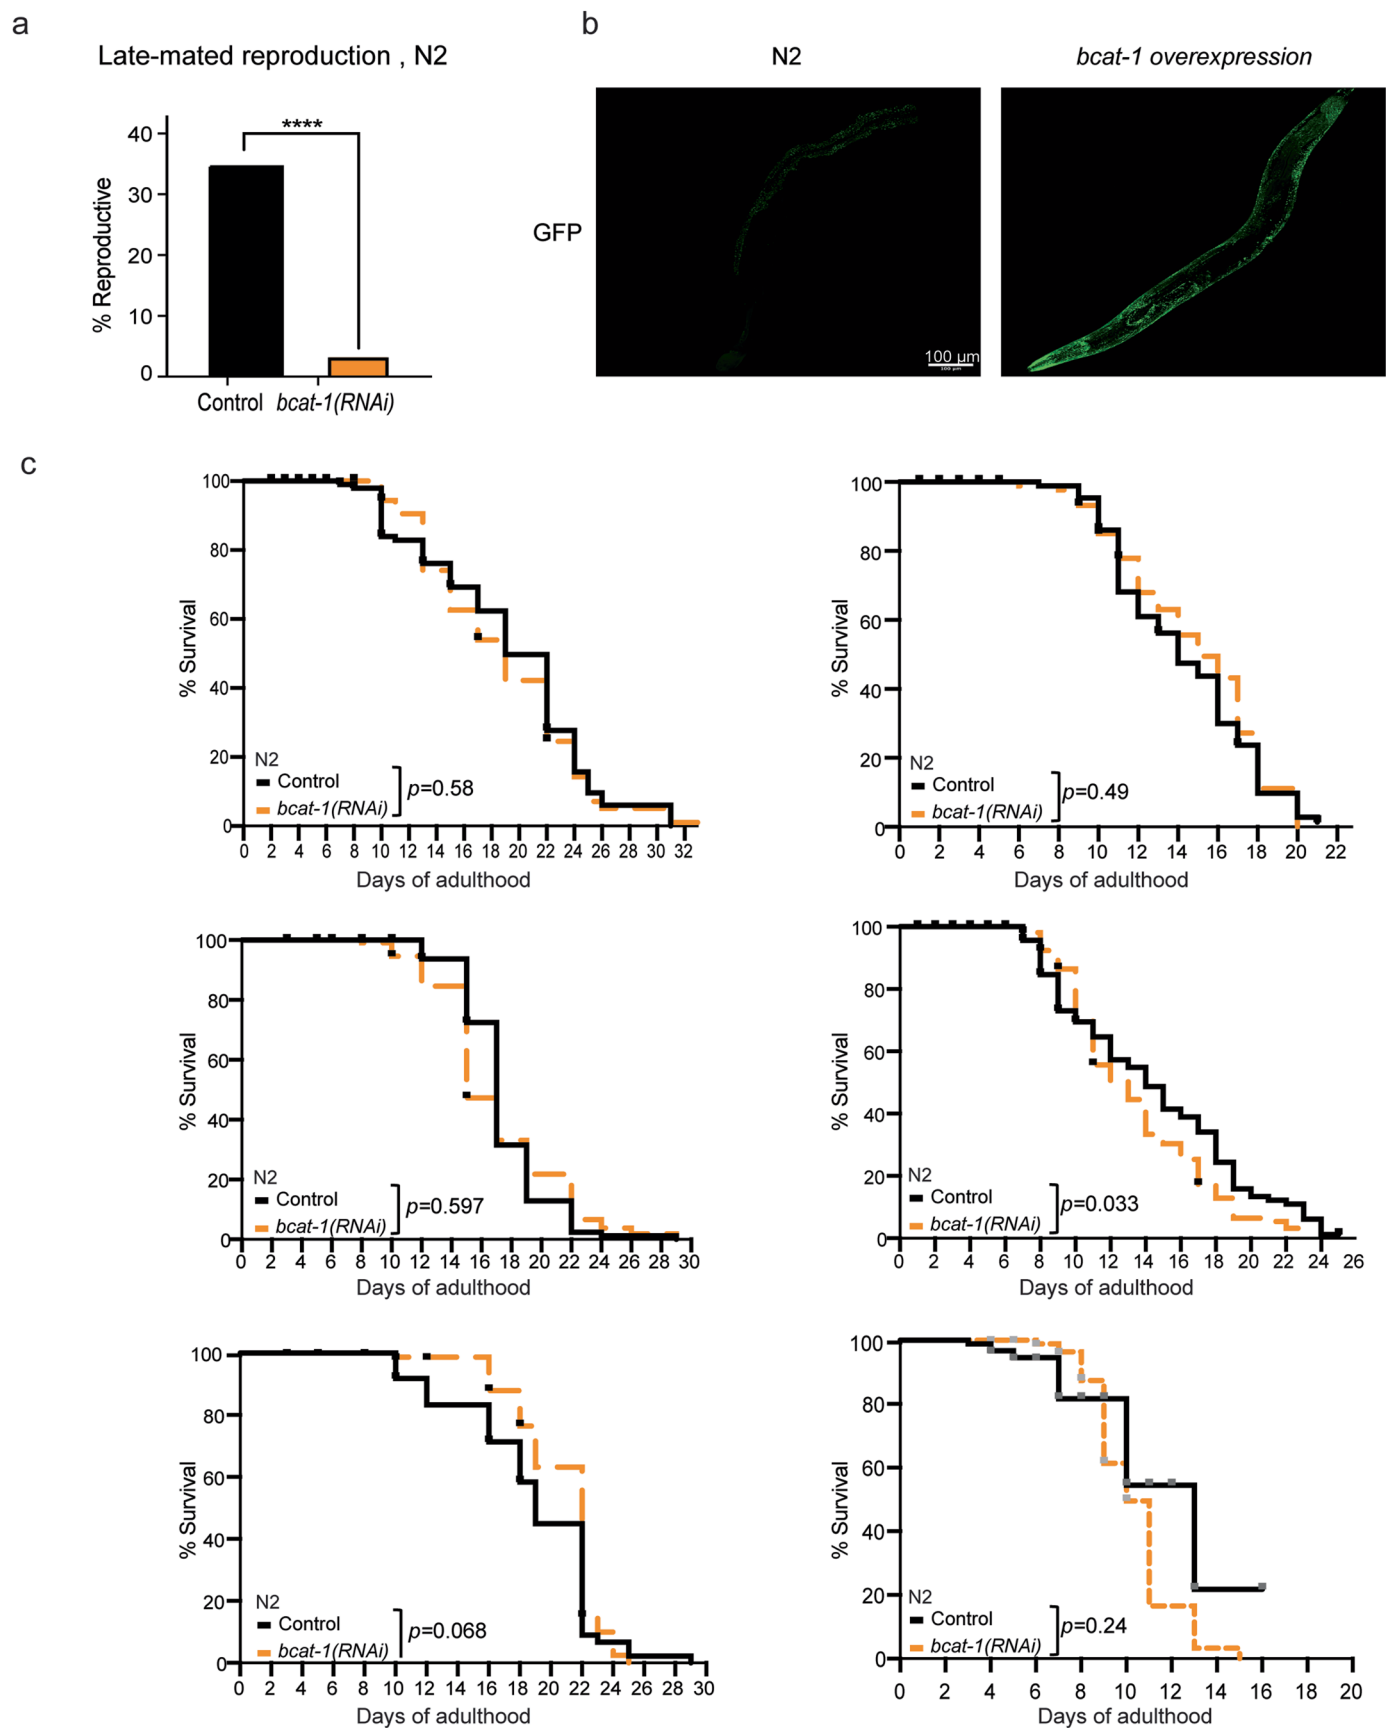 a
Late-mated reproduction , N2
****
% Reproductive
40
30
20
10
0
Control bcat-1(RNAi)
b
N2
bcat-1 overexpression
GFP
100 µm
100 µm
c
% Survival
100
80
60
40
20
0
N2
Control
bcat-1(RNAi)
p=0.58
0 2 4 6 8 10 12 14 16 18 20 22 24 26 28 30 32
Days of adulthood
% Survival
100
80
60
40
20
0
N2
Control
bcat-1(RNAi)
p=0.49
0 2 4 6 8 10 12 14 16 18 20 22
Days of adulthood
% Survival
100
80
60
40
20
0
N2
Control
bcat-1(RNAi)
p=0.597
0 2 4 6 8 10 12 14 16 18 20 22 24 26 28 30
Days of adulthood
% Survival
100
80
60
40
20
0
N2
Control
bcat-1(RNAi)
p=0.033
0 2 4 6 8 10 12 14 16 18 20 22 24 26
Days of adulthood
% Survival
100
80
60
40
20
0
N2
Control
bcat-1(RNAi)
p=0.068
0 2 4 6 8 10 12 14 16 18 20 22 24 26 28 30
Days of adulthood
% Survival
100
80
60
40
20
0
N2
Control
bcat-1(RNAi)
p=0.24
0 2 4 6 8 10 12 14 16 18 20
Days of adulthood